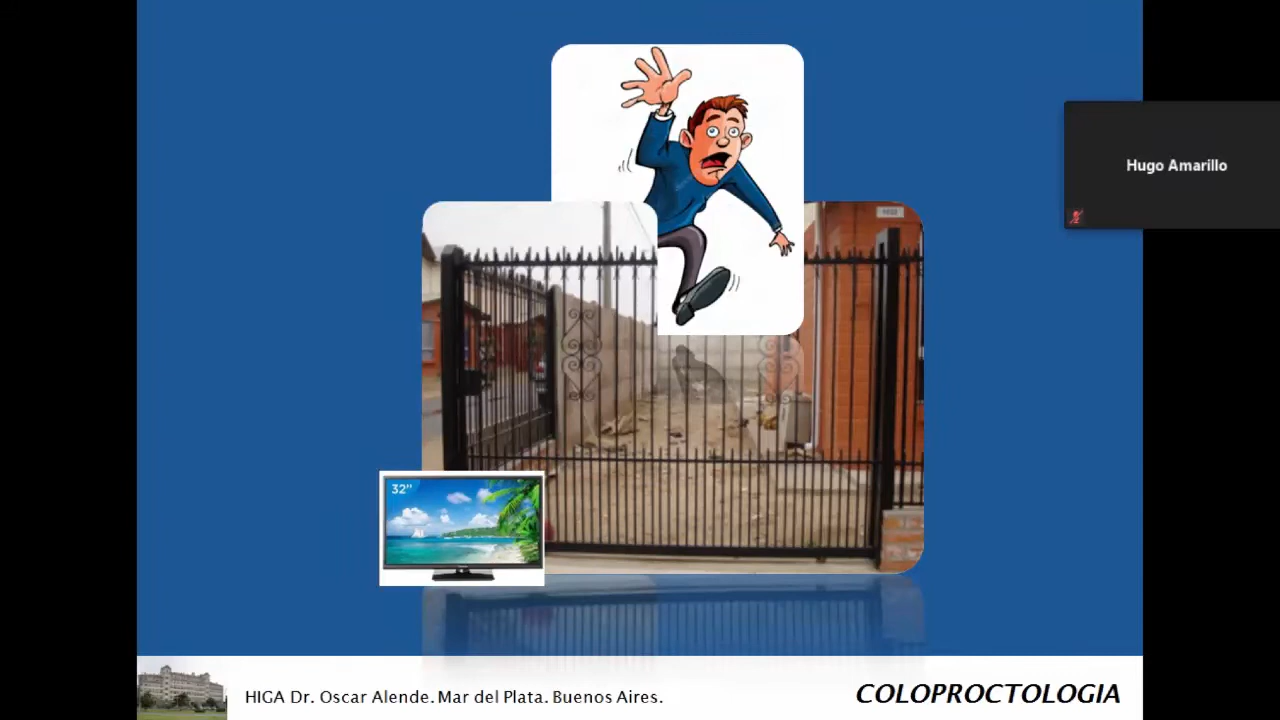 Hugo Amarillo
32"
HIGA Dr. Oscar Alende. Mar del Plata. Buenos Aires.
COLOPROCTOLOGIA